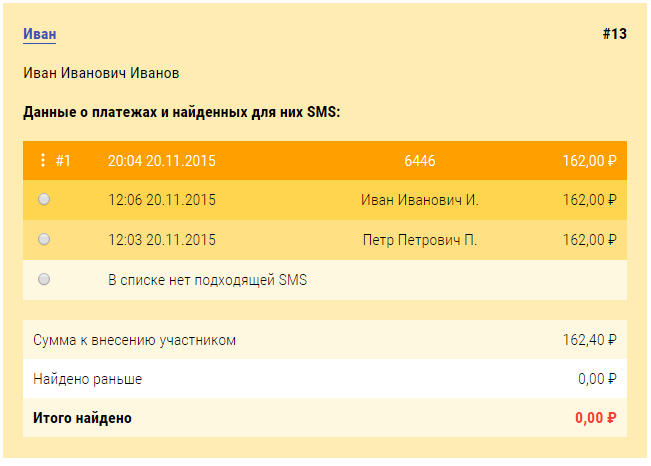 Иван #13
Иван Иванович Иванов
Данные о платежах и найденных для них SMS:
#1 20:04 20.11.2015 6446 162,00 ₽
12:06 20.11.2015 Иван Иванович И. 162,00 ₽
12:03 20.11.2015 Петр Петрович П. 162,00 ₽
В списке нет подходящей SMS
Сумма к внесению участником 162,40 ₽
Найдено раньше 0,00 ₽
Итого найдено 0,00 ₽